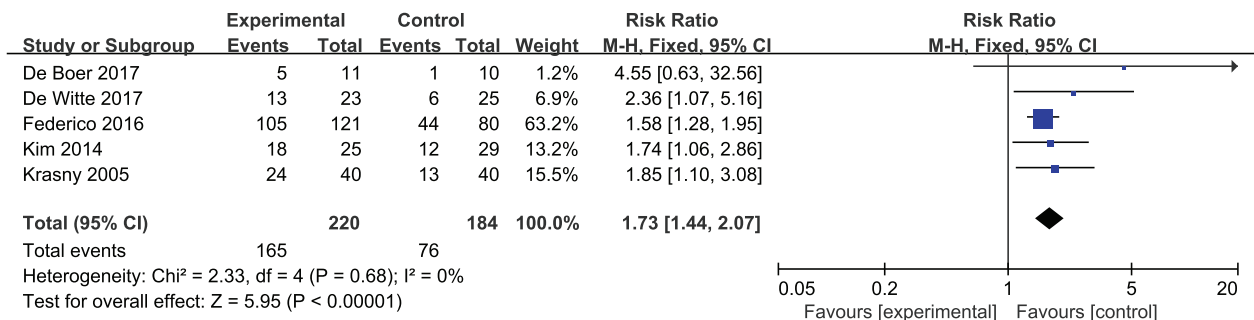 Experimental Control Risk Ratio Risk Ratio
Study or Subgroup Events Total Events Total Weight M-H, Fixed, 95% CI M-H, Fixed, 95% CI
De Boer 2017 5 11 1 10 1.2% 4.55 [0.63, 32.56]
De Witte 2017 13 23 6 25 6.9% 2.36 [1.07, 5.16]
Federico 2016 105 121 44 80 63.2% 1.58 [1.28, 1.95]
Kim 2014 18 25 12 29 13.2% 1.74 [1.06, 2.86]
Krasny 2005 24 40 13 40 15.5% 1.85 [1.10, 3.08]
Total (95% CI) 220 184 100.0% 1.73 [1.44, 2.07]
Total events 165 76
Heterogeneity: Chi² = 2.33, df = 4 (P = 0.68); I² = 0%
Test for overall effect: Z = 5.95 (P < 0.00001)
0.05 0.2 1 5 20
Favours [experimental] Favours [control]